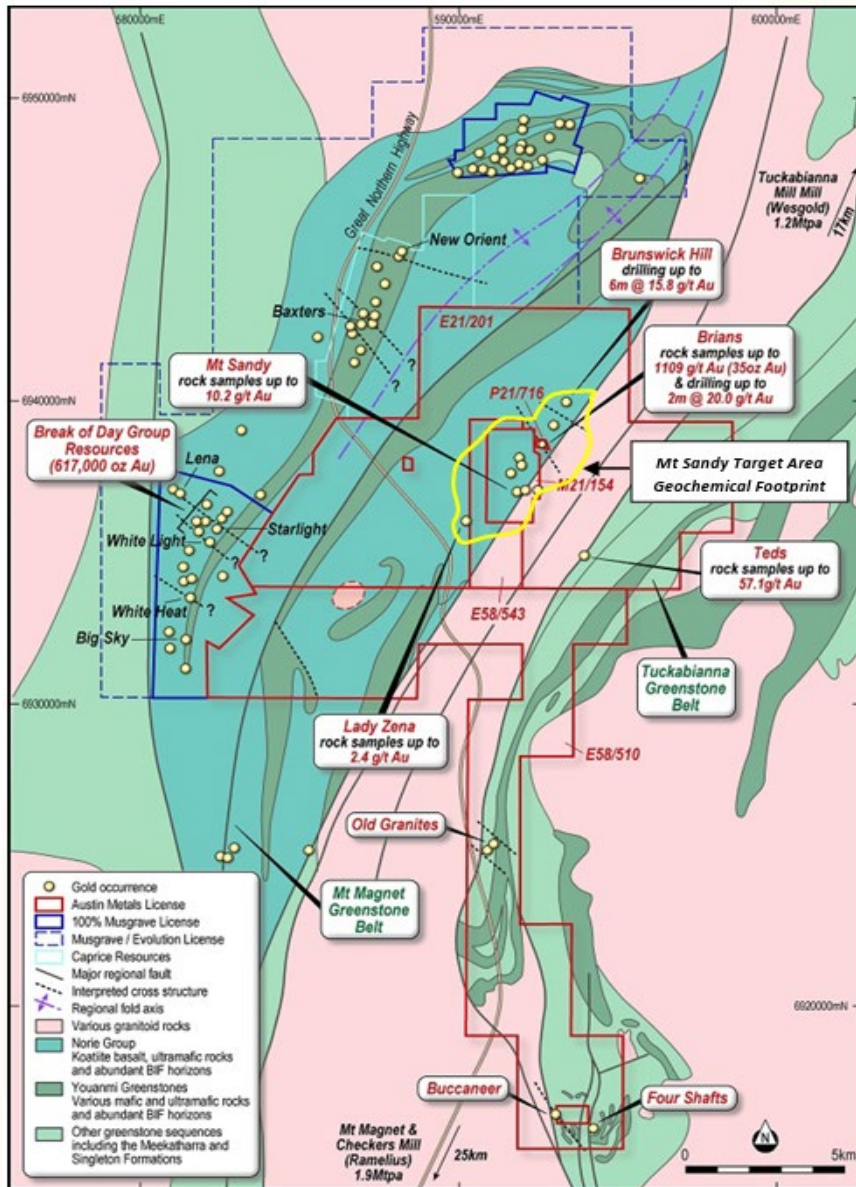 580000mE
590000mE
600000mE
6950000mN
Great Northern Highway
Tuckabianna
Mill Mill
(Wesgold)
1.2Mtpa
17km
New Orient
Brunswick Hill
drilling up to
6m @ 15.8 g/t Au
Baxters
?
?
E21/201
Mt Sandy
rock samples up to
10.2 g/t Au
Brians
rock samples up to
1109 g/t Au (35oz Au)
& drilling up to
2m @ 20.0 g/t Au
6940000mN
P21/716
Break of Day Group
Resources
(617,000 oz Au)
Lena
?
Mt Sandy Target Area
Geochemical Footprint
M21/154
Starlight
White Light
?
Teds
rock samples up to
57.1g/t Au
White Heat
?
E58/543
Big Sky
Tuckabianna
Greenstone
Belt
6930000mN
Lady Zena
rock samples up to
2.4 g/t Au
E58/510
Old Granites
Mt Magnet
Greenstone
Belt
Gold occurrence
Austin Metals License
100% Musgrave License
Musgrave / Evolution License
Caprice Resources
Major regional fault
Interpreted cross structure
Regional fold axis
Various granitoid rocks
Norie Group
Koatiite basalt, ultramafic rocks
and abundant BIF horizons
Youanmi Greenstones
Various mafic and ultramafic rocks
and abundant BIF horizons
Other greenstone sequences
including the Meekatharra and
Singleton Formations
6920000mN
Buccaneer
Four Shafts
Mt Magnet &
Checkers Mill
(Ramelius)
1.9Mtpa
25km
N
0
5km